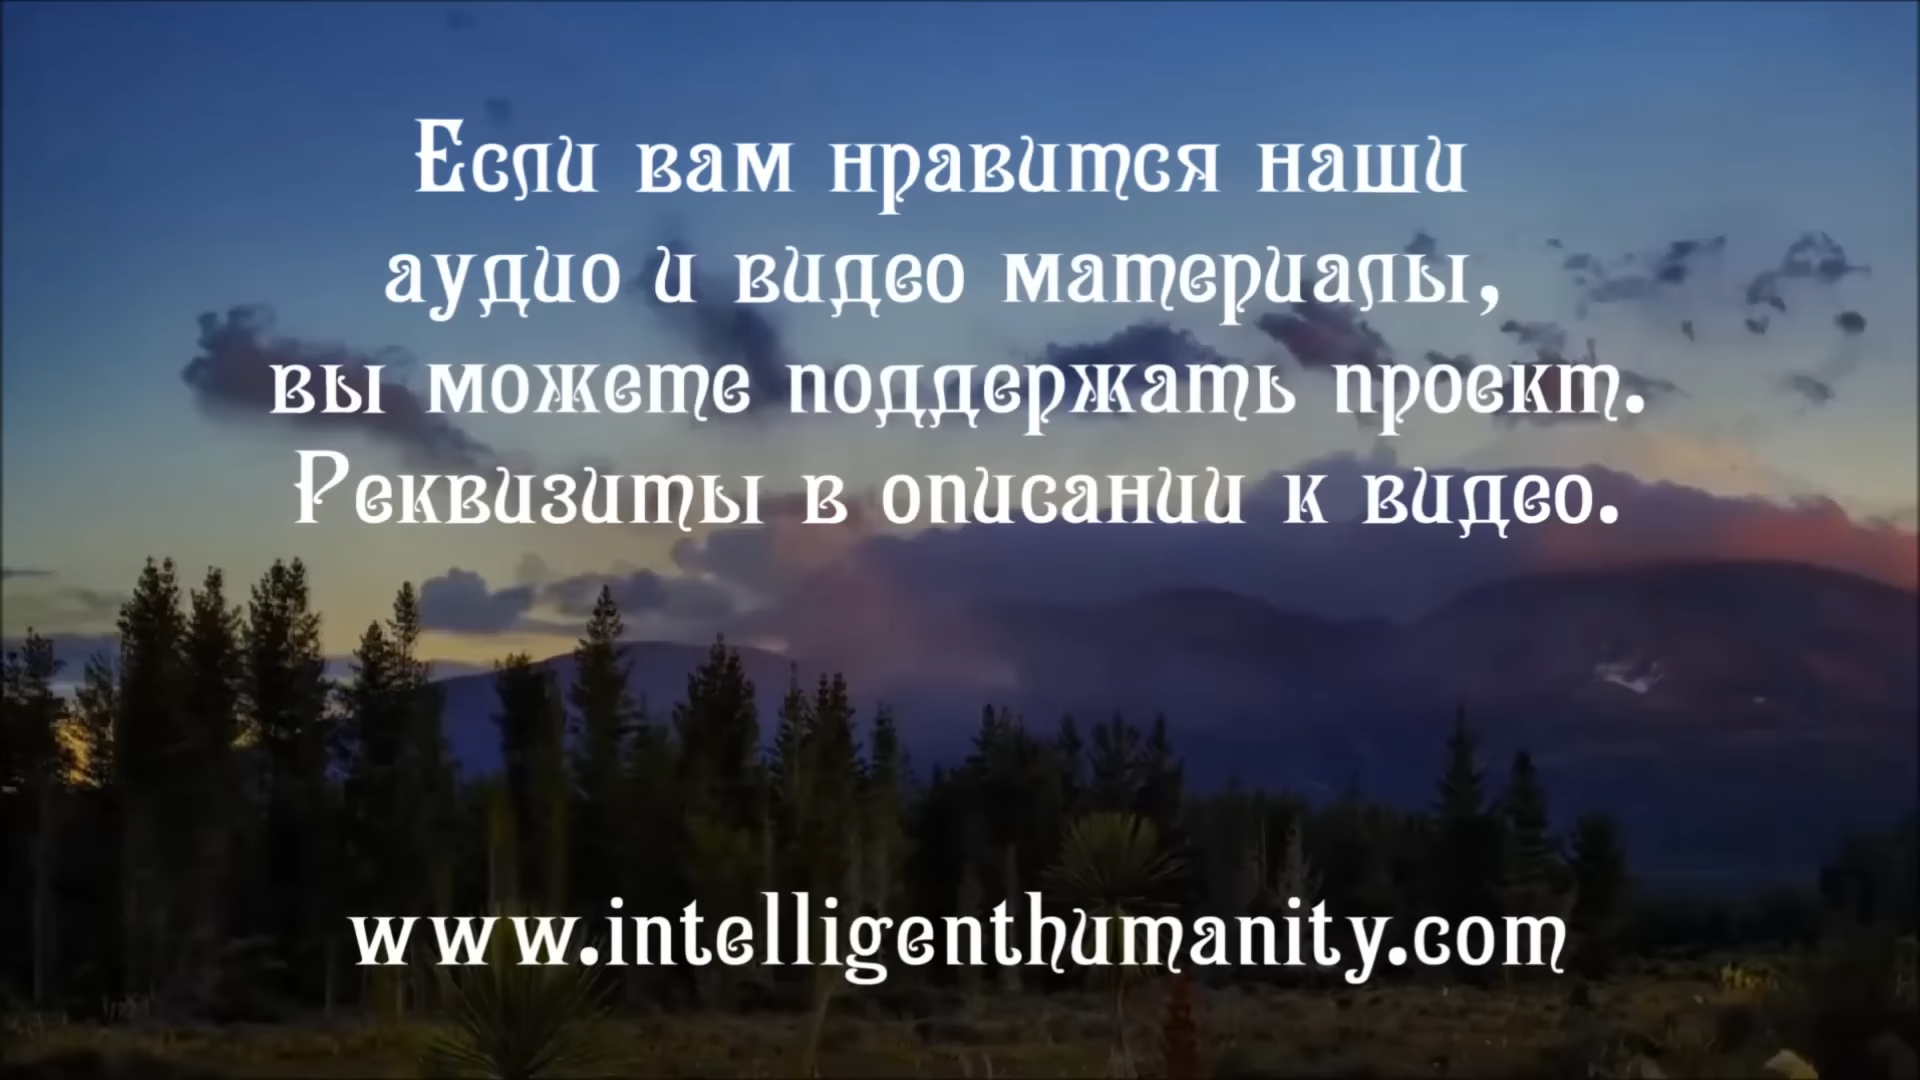 Если вам нравится наши
аудио и видео материалы,
вы можете поддержать проект.
Реквизиты в описании к видео.
www.intelligenthumanity.com